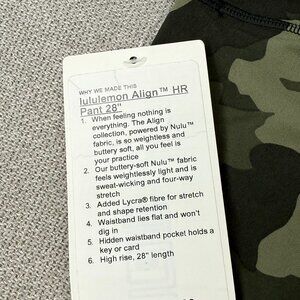 WHY WE MADE THIS
lululemon Align™ HR
Pant 28"
1. When feeling nothing is
everything. The Align
collection, powered by Nulu™
fabric, is so weightless and
buttery soft, all you feel is
your practice
2. Our buttery-soft Nulu™ fabric
feels weightlessly light and is
sweat-wicking and four-way
stretch
3. Added Lycra® fibre for stretch
and shape retention
4. Waistband lies flat and won't
dig in
5. Hidden waistband pocket holds a
key or card
6. High rise, 28" length